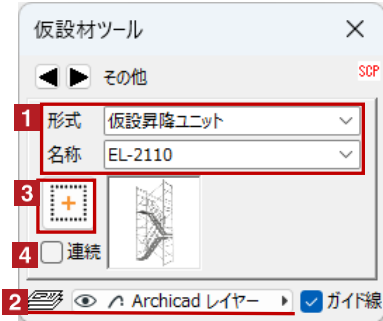 仮設材ツール
その他
SCP
1
形式 仮設昇降ユニット
名称 EL-2110
3
4 連続
2 Archicad レイヤー ガイド線